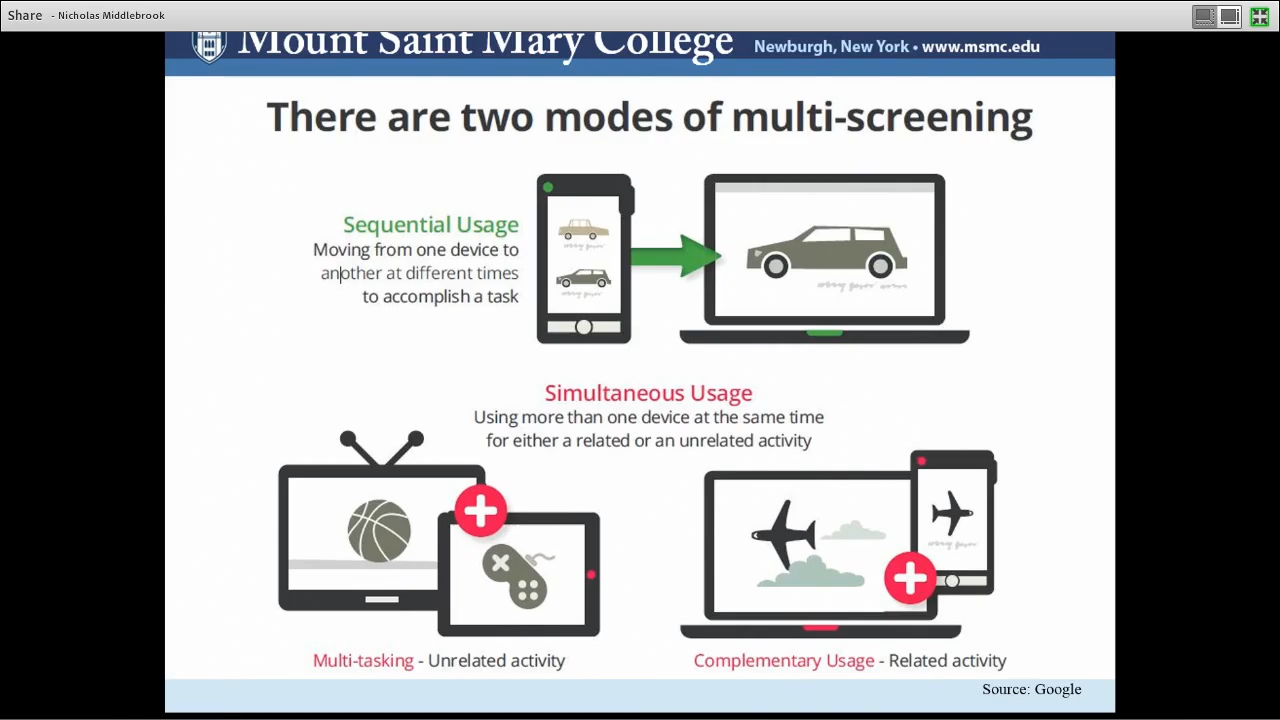 Share - Nicholas Middlebrook
Mount Saint Mary College Newburgh, New York • www.msmc.edu
There are two modes of multi-screening
Sequential Usage
Moving from one device to
another at different times
to accomplish a task
Simultaneous Usage
Using more than one device at the same time
for either a related or an unrelated activity
Multi-tasking - Unrelated activity
Complementary Usage - Related activity
Source: Google